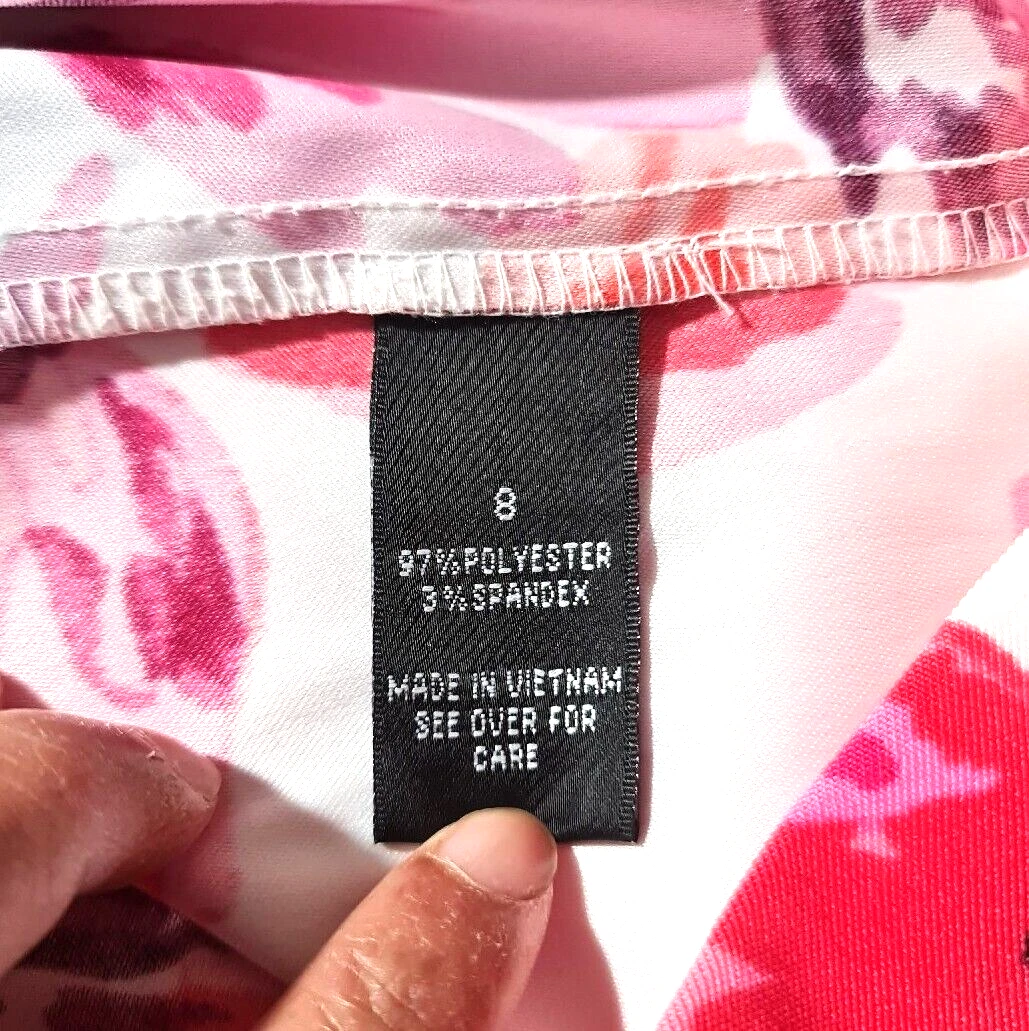 8
97%POLYESTER
3%SPANDEX
MADE IN VIETNAM
SEE OVER FOR
CARE